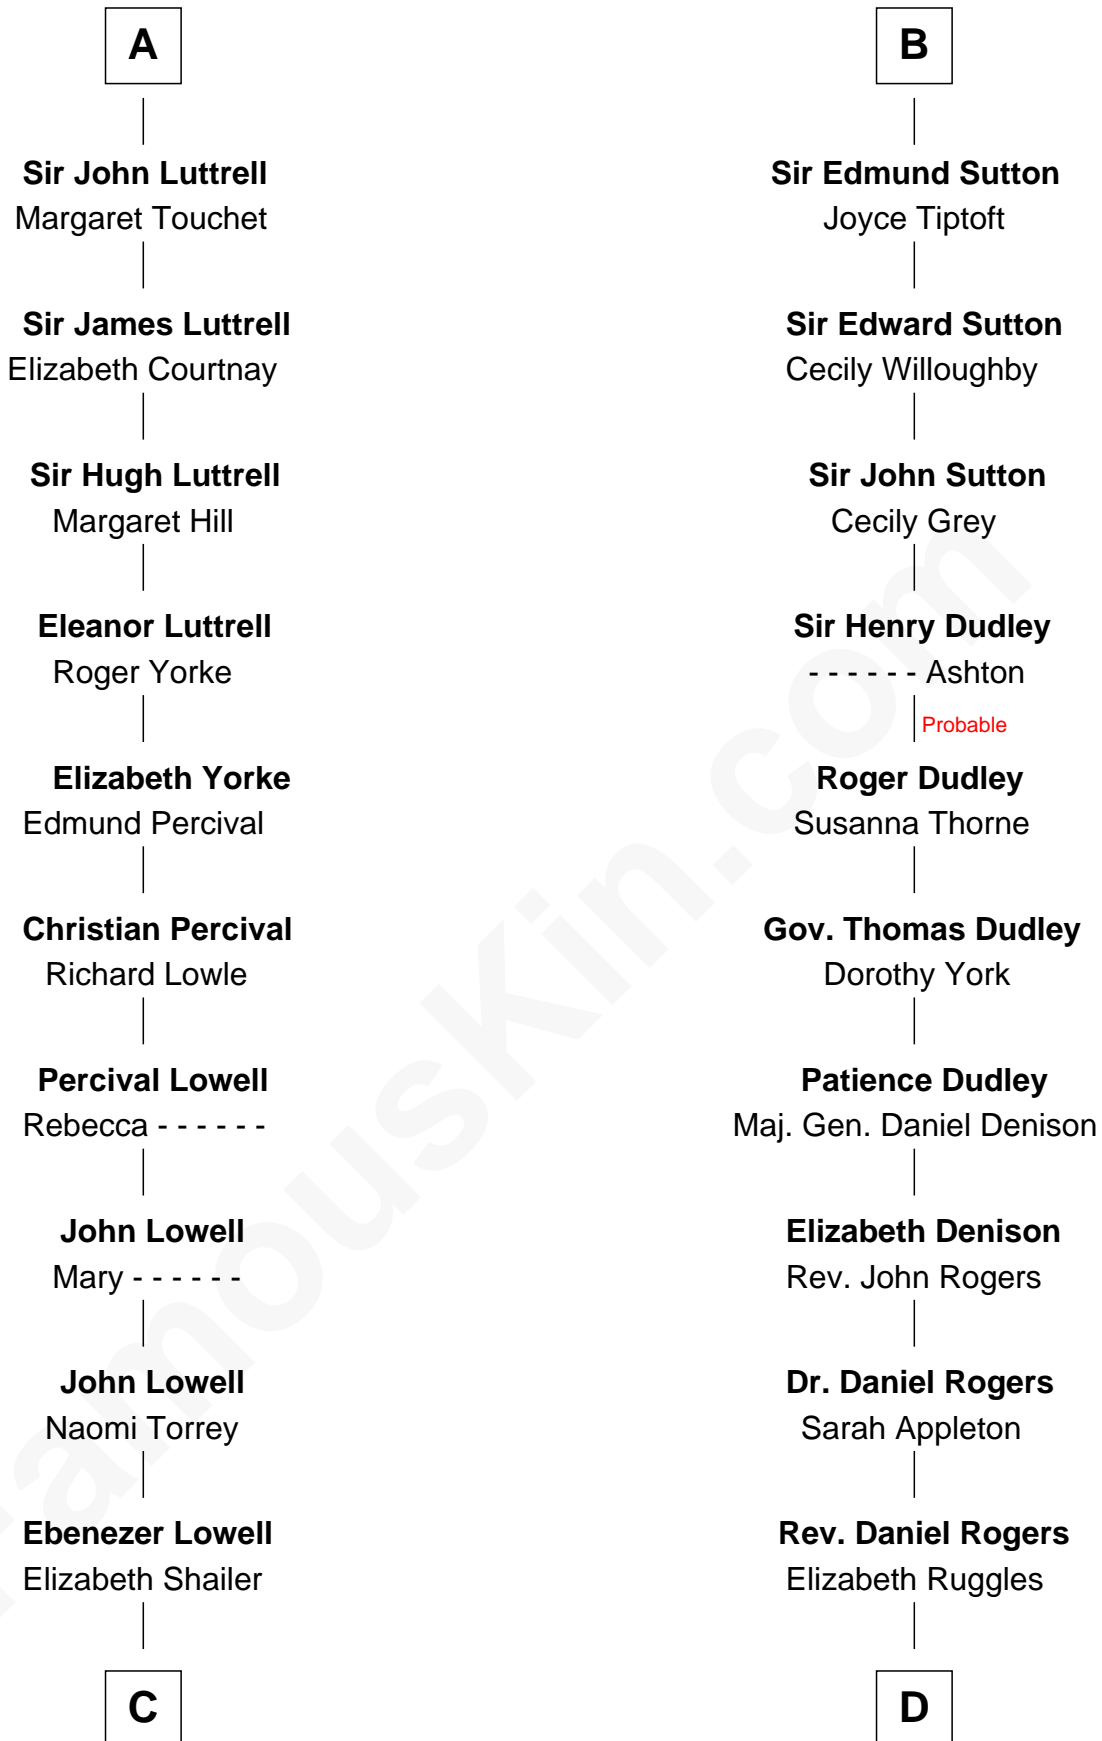 A
Sir John Luttrell
Margaret Touchet
Sir James Luttrell
Elizabeth Courtnay
Sir Hugh Luttrell
Margaret Hill
Eleanor Luttrell
Roger Yorke
Elizabeth Yorke
Edmund Percival
Christian Percival
Richard Lowle
Percival Lowell
Rebecca - - - - - -
John Lowell
Mary - - - - - -
John Lowell
Naomi Torrey
Ebenezer Lowell
Elizabeth Shailer
C
B
Sir Edmund Sutton
Joyce Tiptoft
Sir Edward Sutton
Cecily Willoughby
Sir John Sutton
Cecily Grey
Sir Henry Dudley
- - - - - - Ashton
Probable
Roger Dudley
Susanna Thorne
Gov. Thomas Dudley
Dorothy York
Patience Dudley
Maj. Gen. Daniel Denison
Elizabeth Denison
Rev. John Rogers
Dr. Daniel Rogers
Sarah Appleton
Rev. Daniel Rogers
Elizabeth Ruggles
D
FamousKin.com